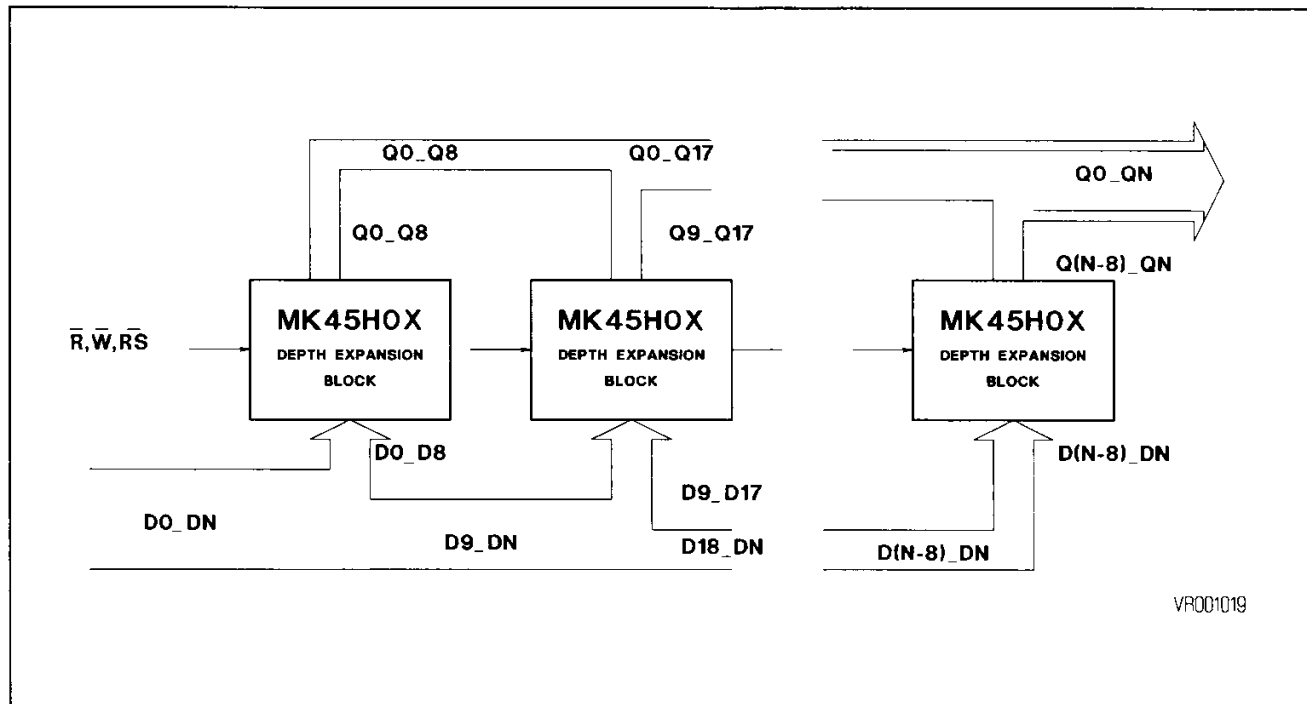 Q0_Q8
Q0_Q17
Q0_QN
Q0_Q8
Q9_Q17
Q(N-8)_QN
R̅,W̅,R̅S̅
MK45H0X
DEPTH EXPANSION
BLOCK
MK45H0X
DEPTH EXPANSION
BLOCK
MK45H0X
DEPTH EXPANSION
BLOCK
D0_D8
D(N-8)_DN
D9_D17
D0_DN
D9_DN
D18_DN
D(N-8)_DN
VR001019